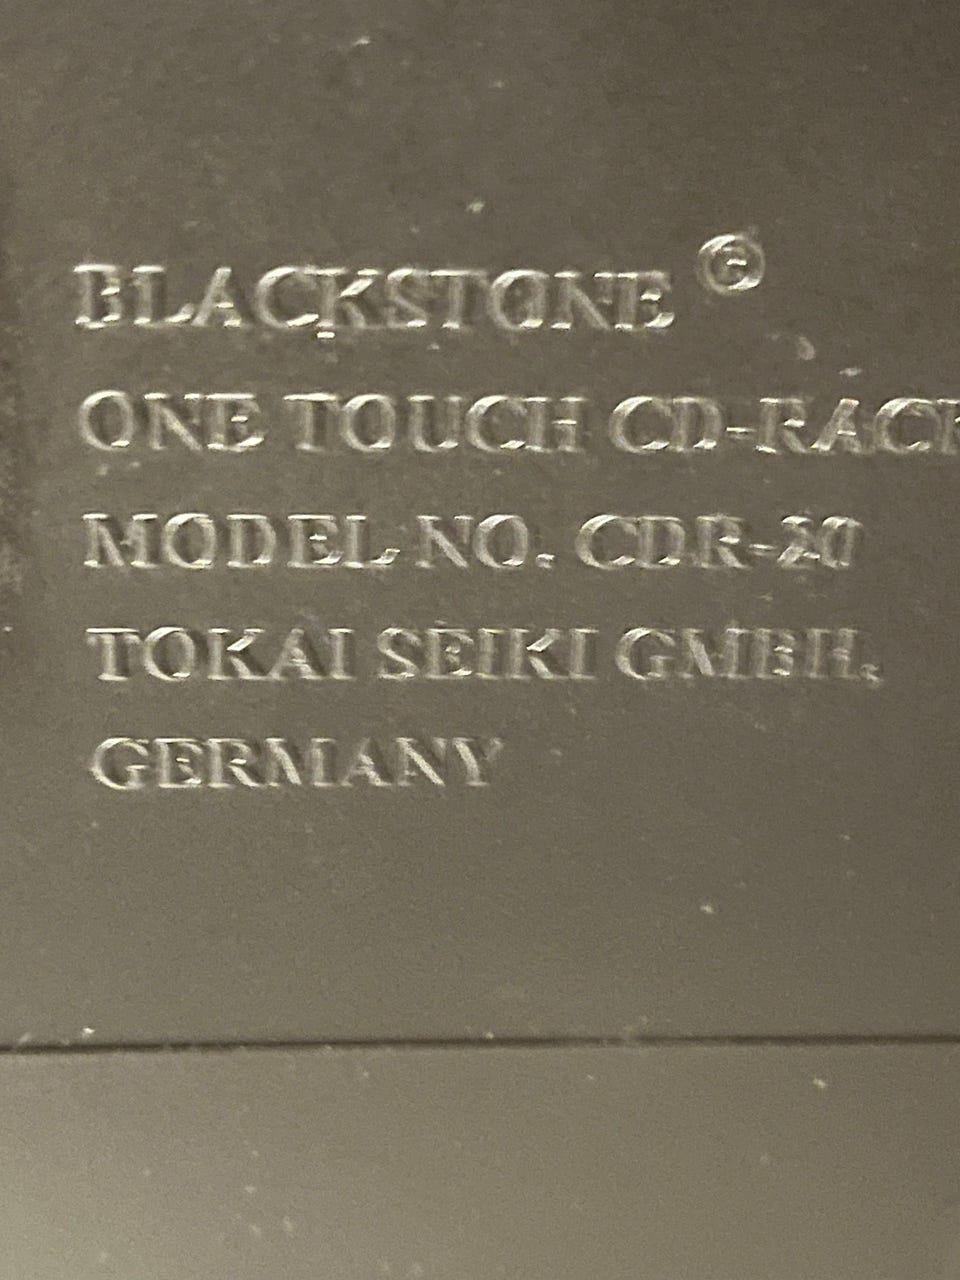 BLACKSTONE ®
ONE TOUCH CD-RACK
MODEL NO. CDR-20
TOKAI SEIKI GMBH.
GERMANY